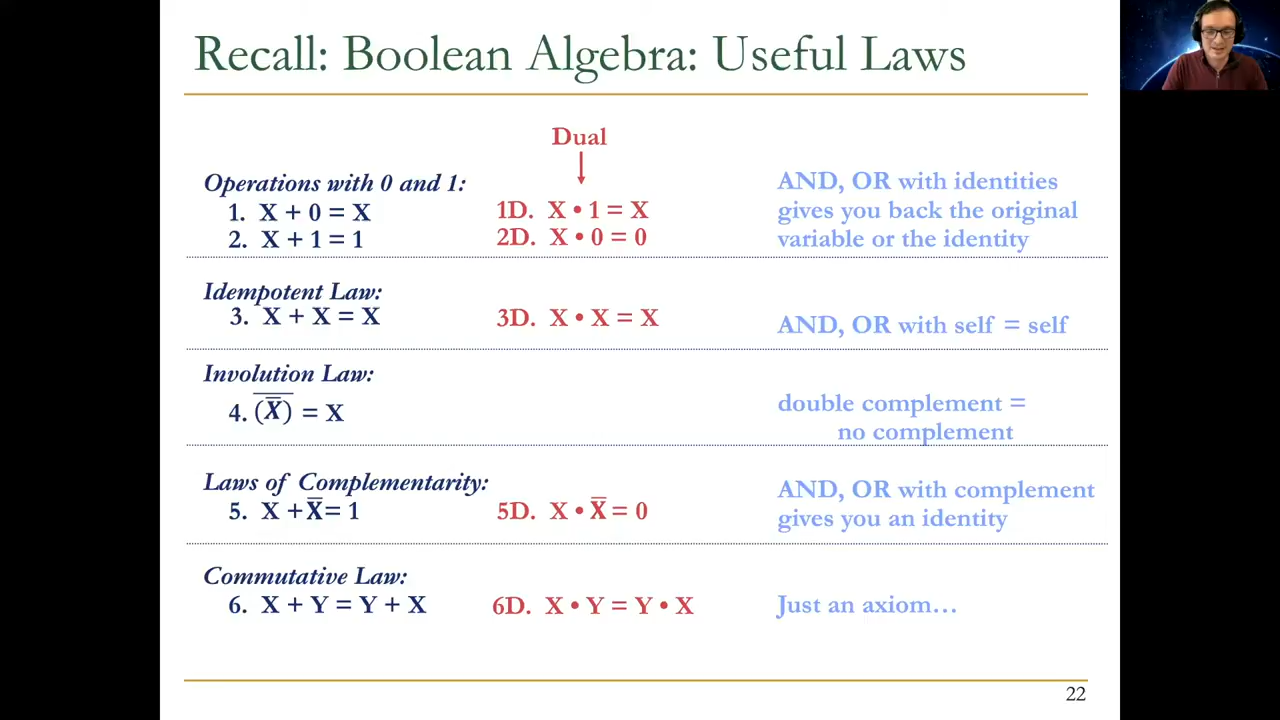 Recall: Boolean Algebra: Useful Laws
Dual
Operations with 0 and 1:
1. X + 0 = X
2. X + 1 = 1
1D. X • 1 = X
2D. X • 0 = 0
AND, OR with identities
gives you back the original
variable or the identity
Idempotent Law:
3. X + X = X
3D. X • X = X
AND, OR with self = self
Involution Law:
4. (X̅)̅ = X
double complement =
no complement
Laws of Complementarity:
5. X + X̅ = 1
5D. X • X̅ = 0
AND, OR with complement
gives you an identity
Commutative Law:
6. X + Y = Y + X
6D. X • Y = Y • X
Just an axiom…
22